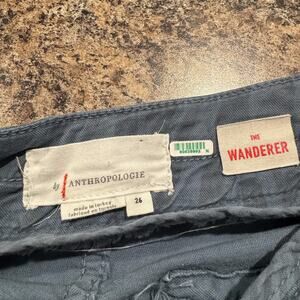 by ANTHROPOLOGIE
made in turkey
fabriqué en turquie
26
THE
WANDERER